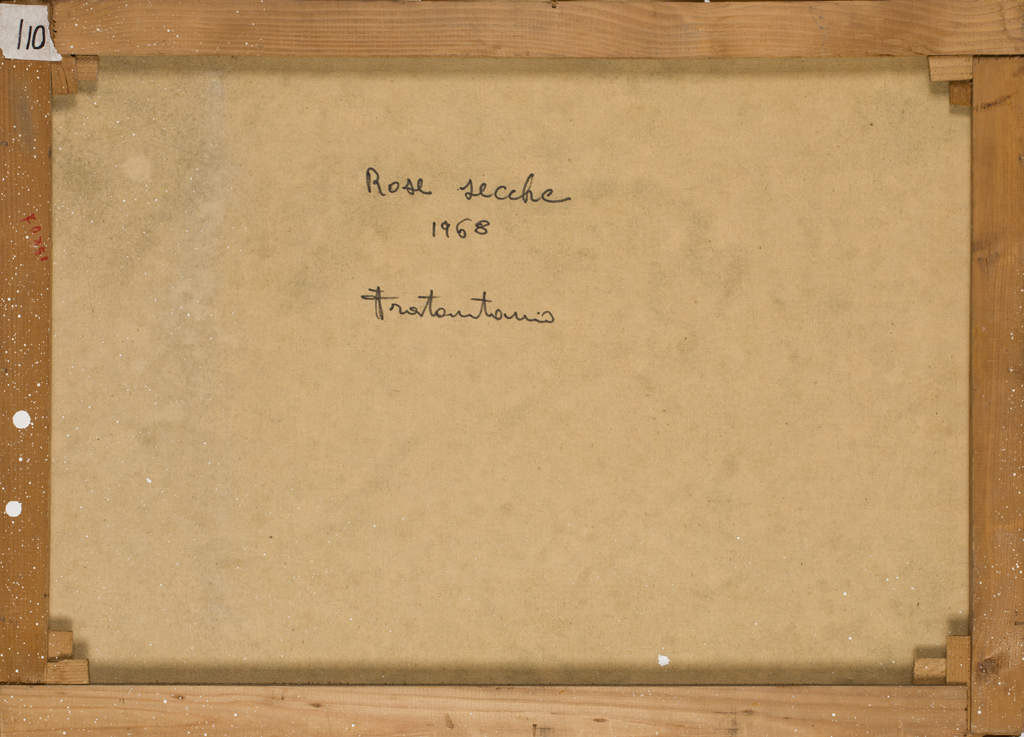 110
Rose secche
1968
Fratantonio